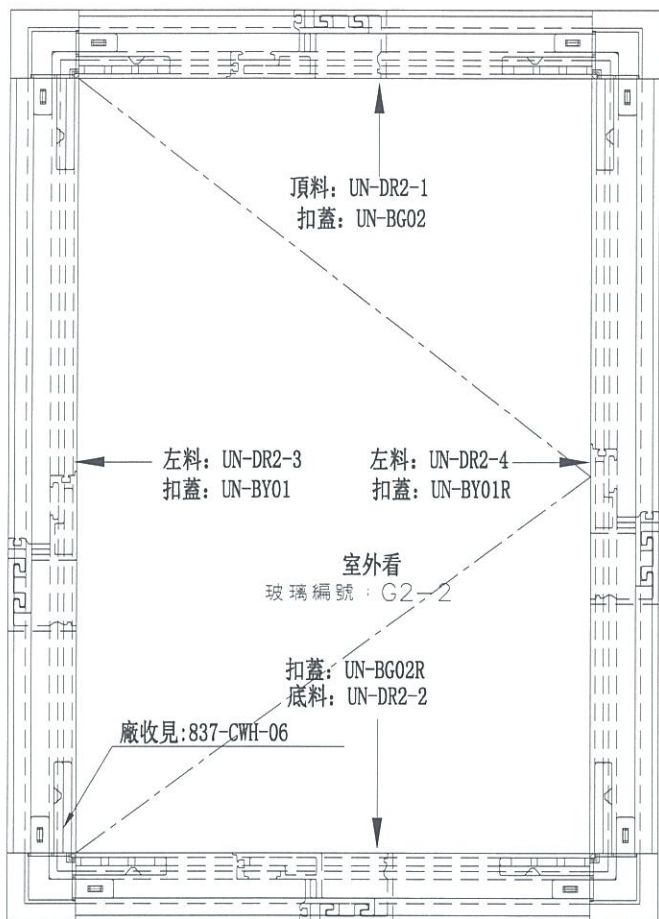 頂料: UN-DR2-1
扣蓋: UN-BG02
左料: UN-DR2-3
扣蓋: UN-BY01
左料: UN-DR2-4
扣蓋: UN-BY01R
室外看
玻璃編號：G2-2
扣蓋: UN-BG02R
底料: UN-DR2-2
廠收見:837-CWH-06